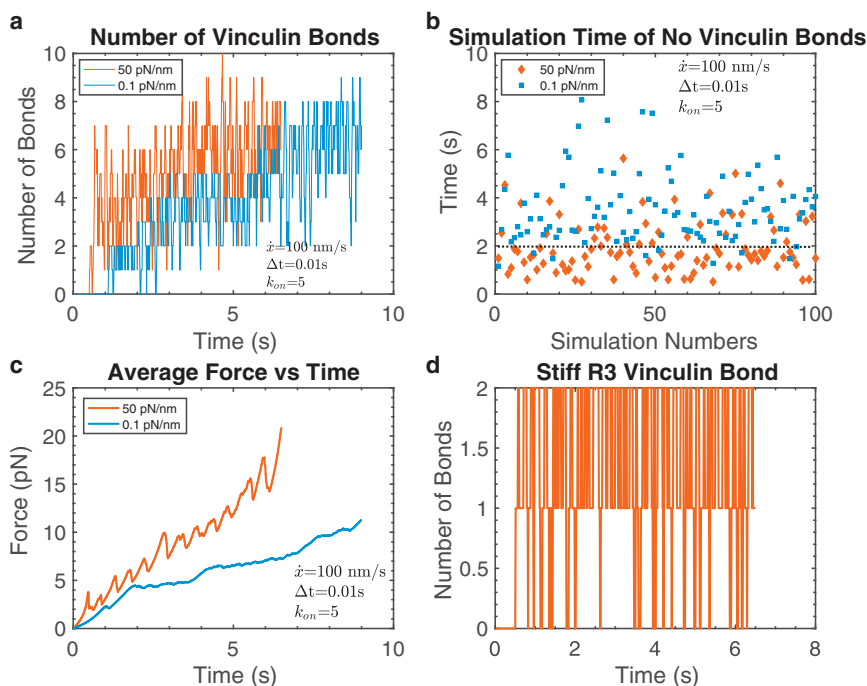 a
Number of Vinculin Bonds
50 pN/nm
0.1 pN/nm
Number of Bonds
10
8
6
4
2
0
ẋ=100 nm/s
Δt=0.01s
k_on=5
0
5
10
Time (s)
b
Simulation Time of No Vinculin Bonds
50 pN/nm
0.1 pN/nm
ẋ=100 nm/s
Δt=0.01s
k_on=5
Time (s)
10
8
6
4
2
0
0
50
100
Simulation Numbers
c
Average Force vs Time
50 pN/nm
0.1 pN/nm
Force (pN)
25
20
15
10
5
0
ẋ=100 nm/s
Δt=0.01s
k_on=5
0
5
10
Time (s)
d
Stiff R3 Vinculin Bond
Number of Bonds
2
1.5
1
0.5
0
0
2
4
6
8
Time (s)